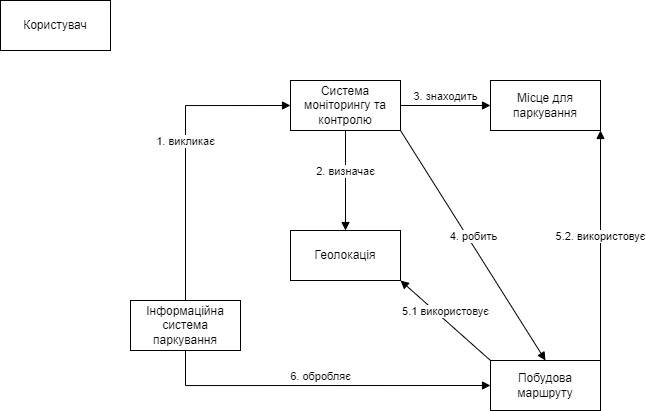 Користувач
Система
моніторингу та
контролю
3. знаходить
Місце для
паркування
1. викликає
2. визначає
4. робить
5.2. використовує
Геолокація
5.1 використовує
Інформаційна
система
паркування
6. обробляє
Побудова
маршруту